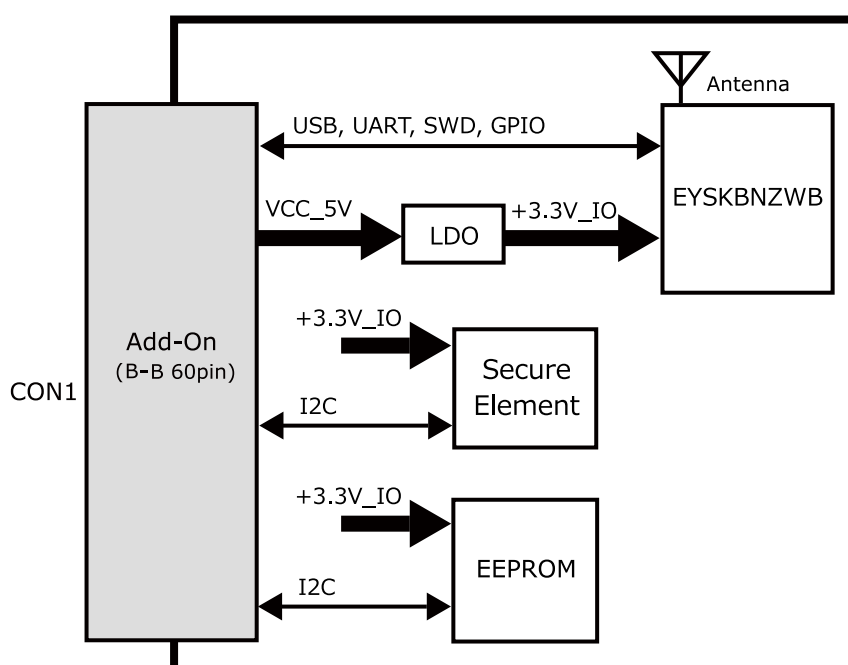 Antenna
USB, UART, SWD, GPIO
EYSKBNZWB
VCC_5V
LDO
+3.3V_IO
Add-On
(B-B 60pin)
CON1
+3.3V_IO
Secure
Element
I2C
+3.3V_IO
EEPROM
I2C